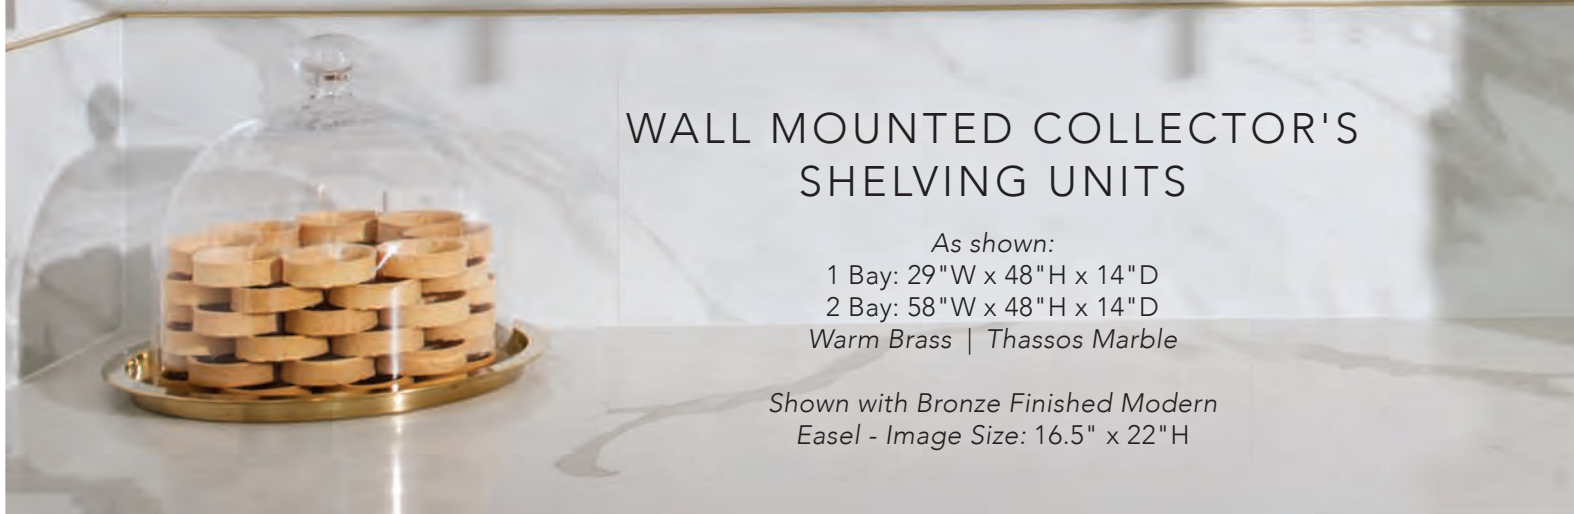 WALL MOUNTED COLLECTOR'S
SHELVING UNITS
As shown:
1 Bay: 29"W x 48"H x 14"D
2 Bay: 58"W x 48"H x 14"D
Warm Brass | Thassos Marble
Shown with Bronze Finished Modern
Easel - Image Size: 16.5" x 22"H